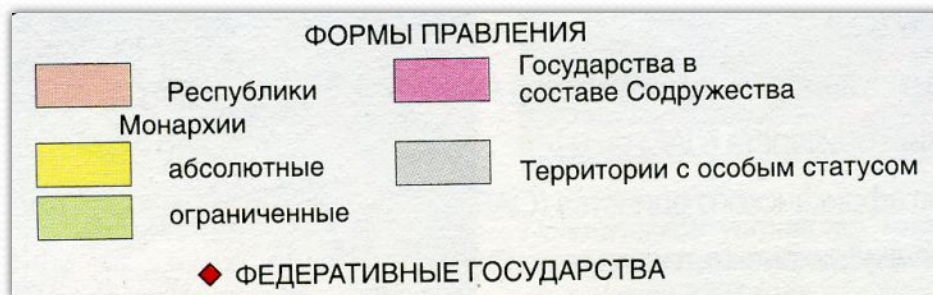 ФОРМЫ ПРАВЛЕНИЯ
Республики
Монархии
абсолютные
ограниченные
Государства в
составе Содружества
Территории с особым статусом
ФЕДЕРАТИВНЫЕ ГОСУДАРСТВА